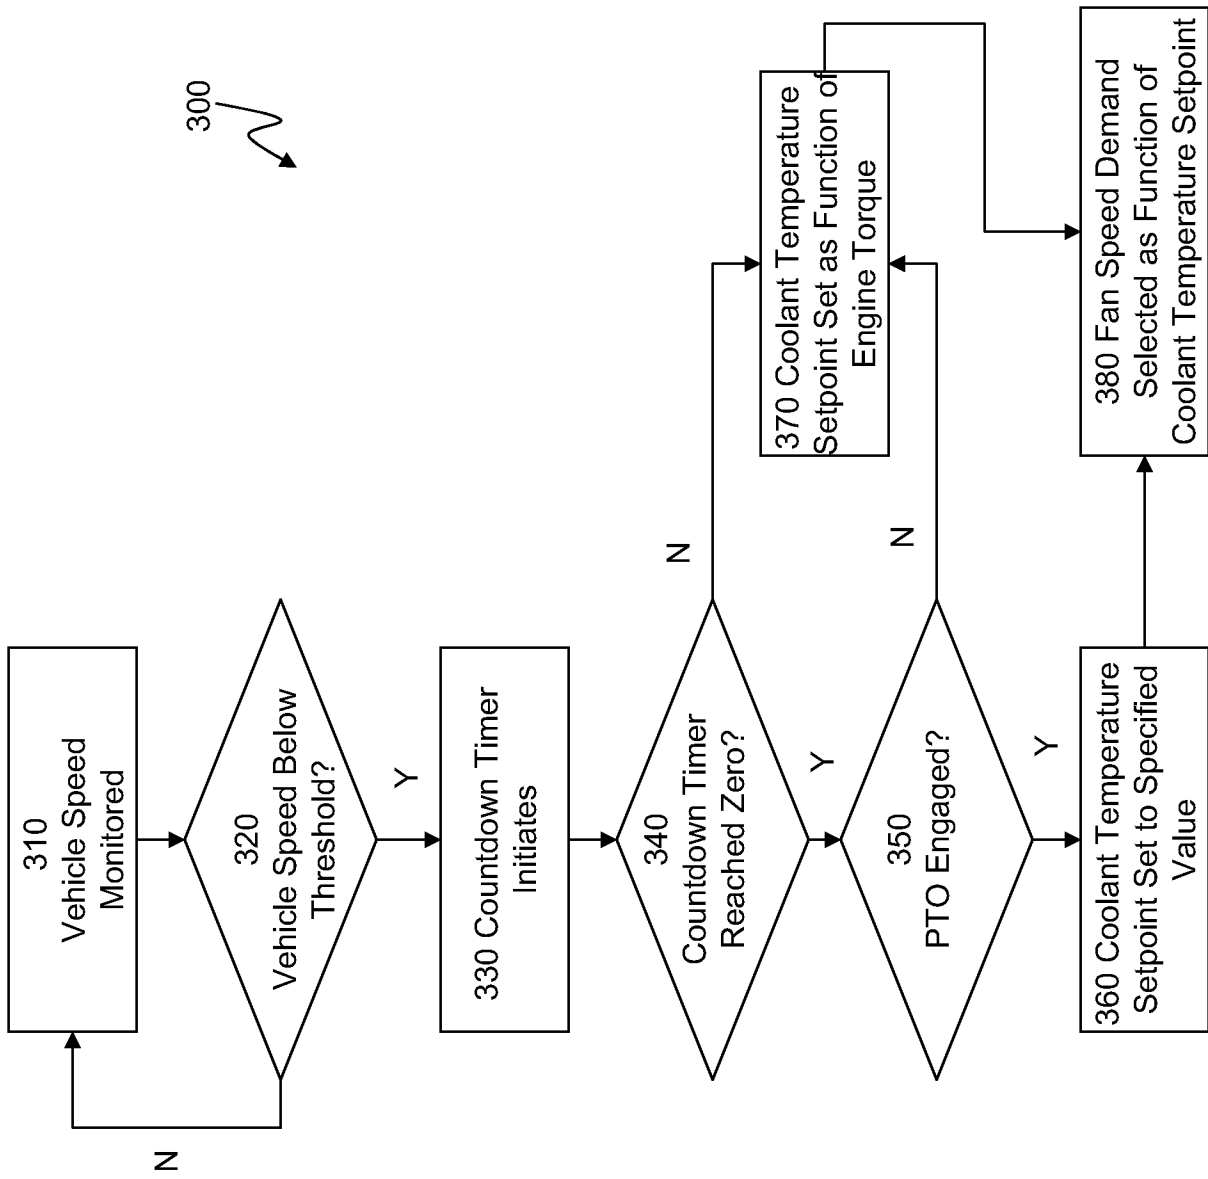 300
310
Vehicle Speed
Monitored
N
320
Vehicle Speed Below
Threshold?
Y
330 Countdown Timer
Initiates
340
Countdown Timer
Reached Zero?
N
Y
350
PTO Engaged?
N
Y
360 Coolant Temperature
Setpoint Set to Specified
Value
370 Coolant Temperature
Setpoint Set as Function of
Engine Torque
380 Fan Speed Demand
Selected as Function of
Coolant Temperature Setpoint